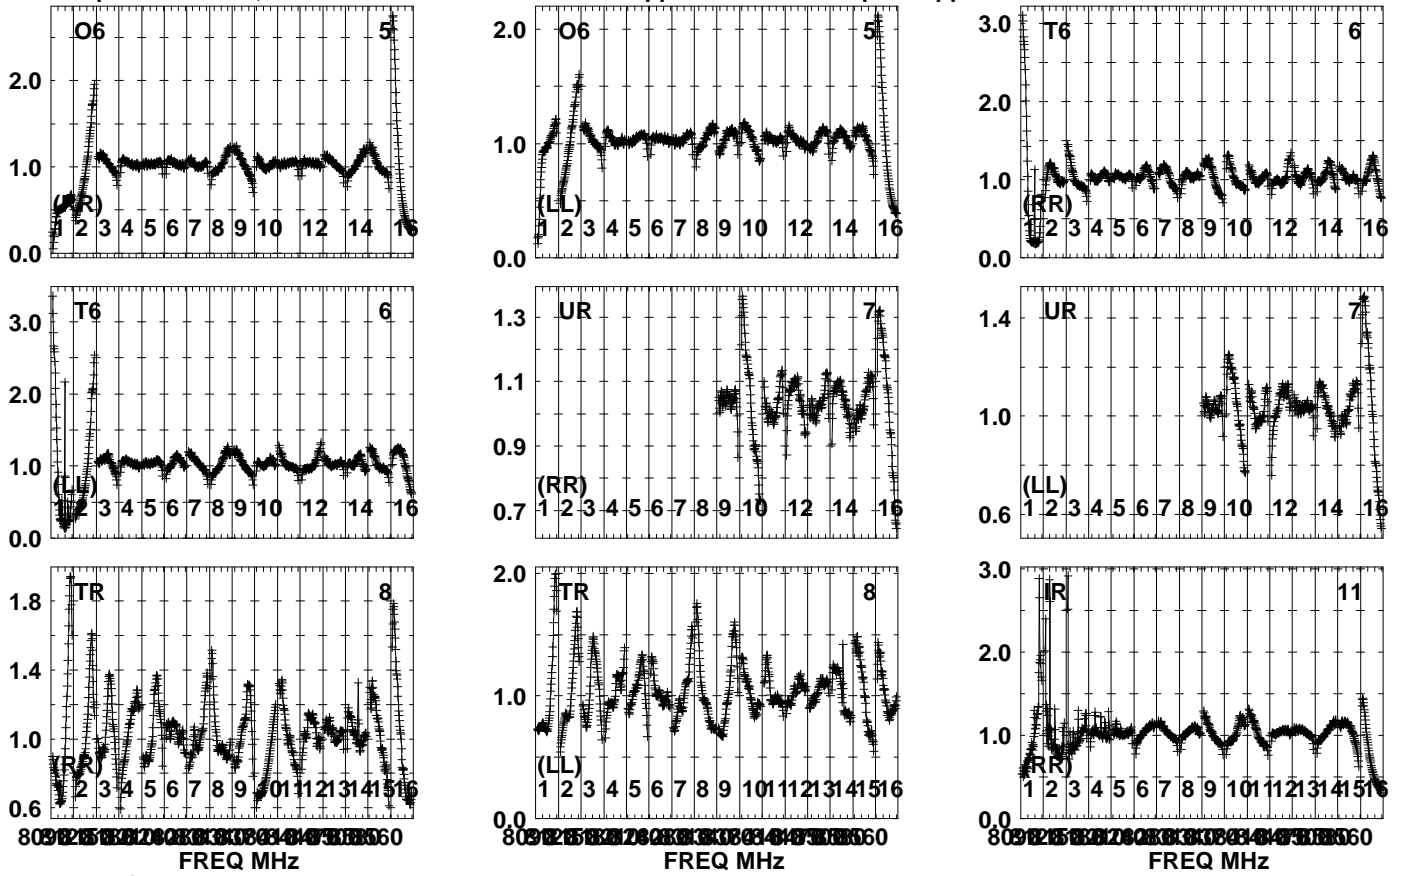 O6 5 O6 5 T6 6
2.0 1.0 0.0 2.0 1.0 0.0 3.0 2.0 1.0 0.0
(RR) (LL) (RR)
1 2 3 4 5 6 7 8 9 10 12 14 16
1 2 3 4 5 6 7 8 9 10 12 14 16
1 2 3 4 5 6 7 8 9 10 12 14 16
T6 6 UR 7 UR 7
3.0 2.0 1.0 0.0 1.3 1.1 0.9 0.7 1.4 1.0 0.6
(LL) (RR) (LL)
1 2 3 4 5 6 7 8 9 10 12 14 16
1 2 3 4 5 6 7 8 9 10 12 14 16
1 2 3 4 5 6 7 8 9 10 12 14 16
TR 8 TR 8 IR 11
1.8 1.4 1.0 0.6 2.0 1.0 0.0 3.0 2.0 1.0 0.0
(RR) (LL) (RR)
2 3 4 5 6 7 8 9 10 11 12 13 14 15 16
1 2 3 4 5 6 7 8 9 10 11 12 13 14 15 16
1 2 3 4 5 6 7 8 9 10 11 12 13 14 15 16
FREQ MHz FREQ MHz FREQ MHz